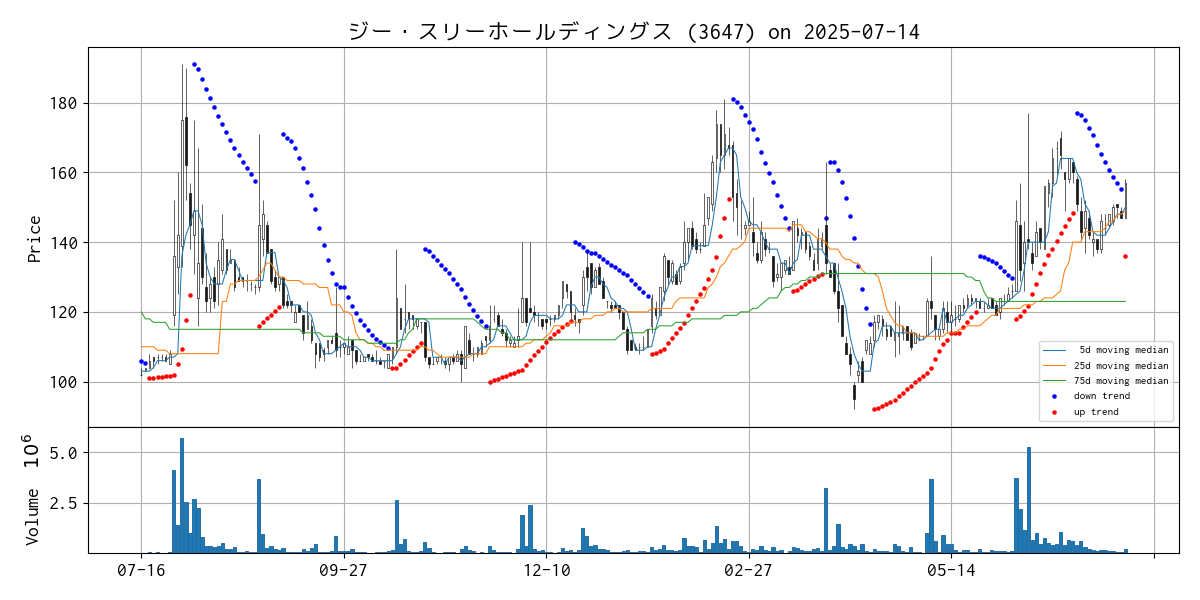 ジー・スリーホールディングス (3647) on 2025-07-14
Price
180
160
140
120
100
5d moving median
25d moving median
75d moving median
down trend
up trend
Volume 10^6
5.0
2.5
07-16 09-27 12-10 02-27 05-14